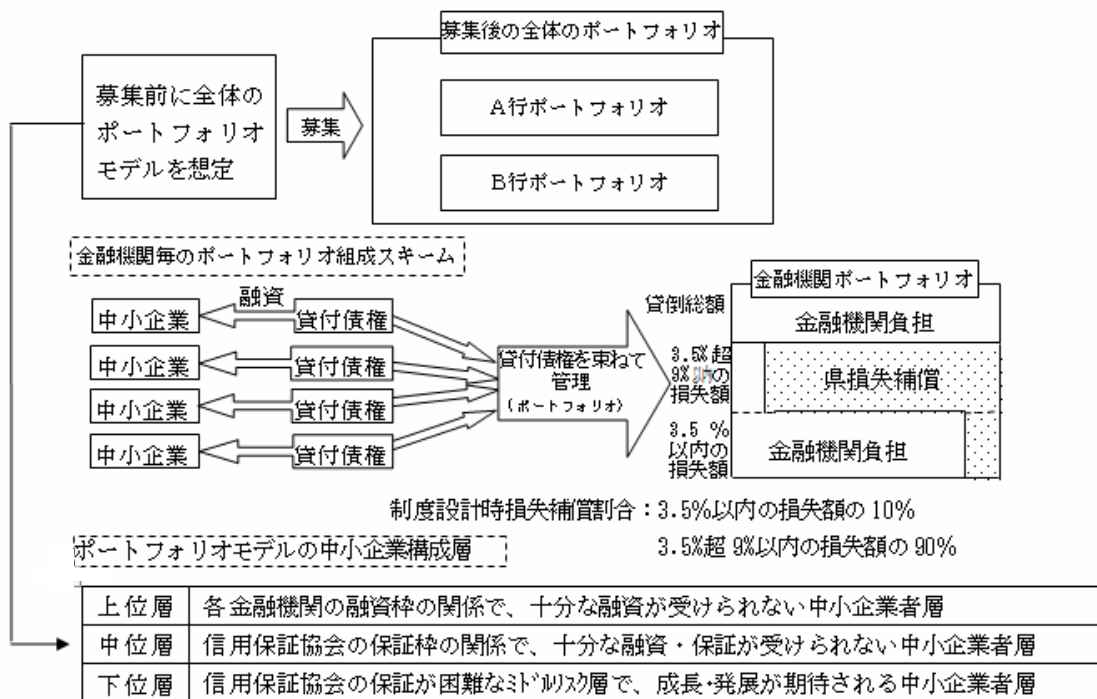 募集後の全体のポートフォリオ
募集前に全体の
ポートフォリオ
モデルを想定
募集
A行ポートフォリオ
B行ポートフォリオ
金融機関毎のポートフォリオ組成スキーム
融資
中小企業
貸付債権
中小企業
貸付債権
中小企業
貸付債権
中小企業
貸付債権
貸付債権を束ねて
管理
(ポートフォリオ)
貸倒総額
3.5%超
9% の
損失額
3.5 %
以内の
損失額
金融機関ポートフォリオ
金融機関負担
県損失補償
金融機関負担
制度設計時損失補償割合：3.5%以内の損失額の10%
3.5%超9%以内の損失額の90%
ポートフォリオモデルの中小企業構成層
上位層 各金融機関の融資枠の関係で、十分な融資が受けられない中小企業者層
中位層 信用保証協会の保証枠の関係で、十分な融資・保証が受けられない中小企業者層
下位層 信用保証協会の保証が困難なﾐﾄﾞﾙﾘｽｸ層で、成長・発展が期待される中小企業者層